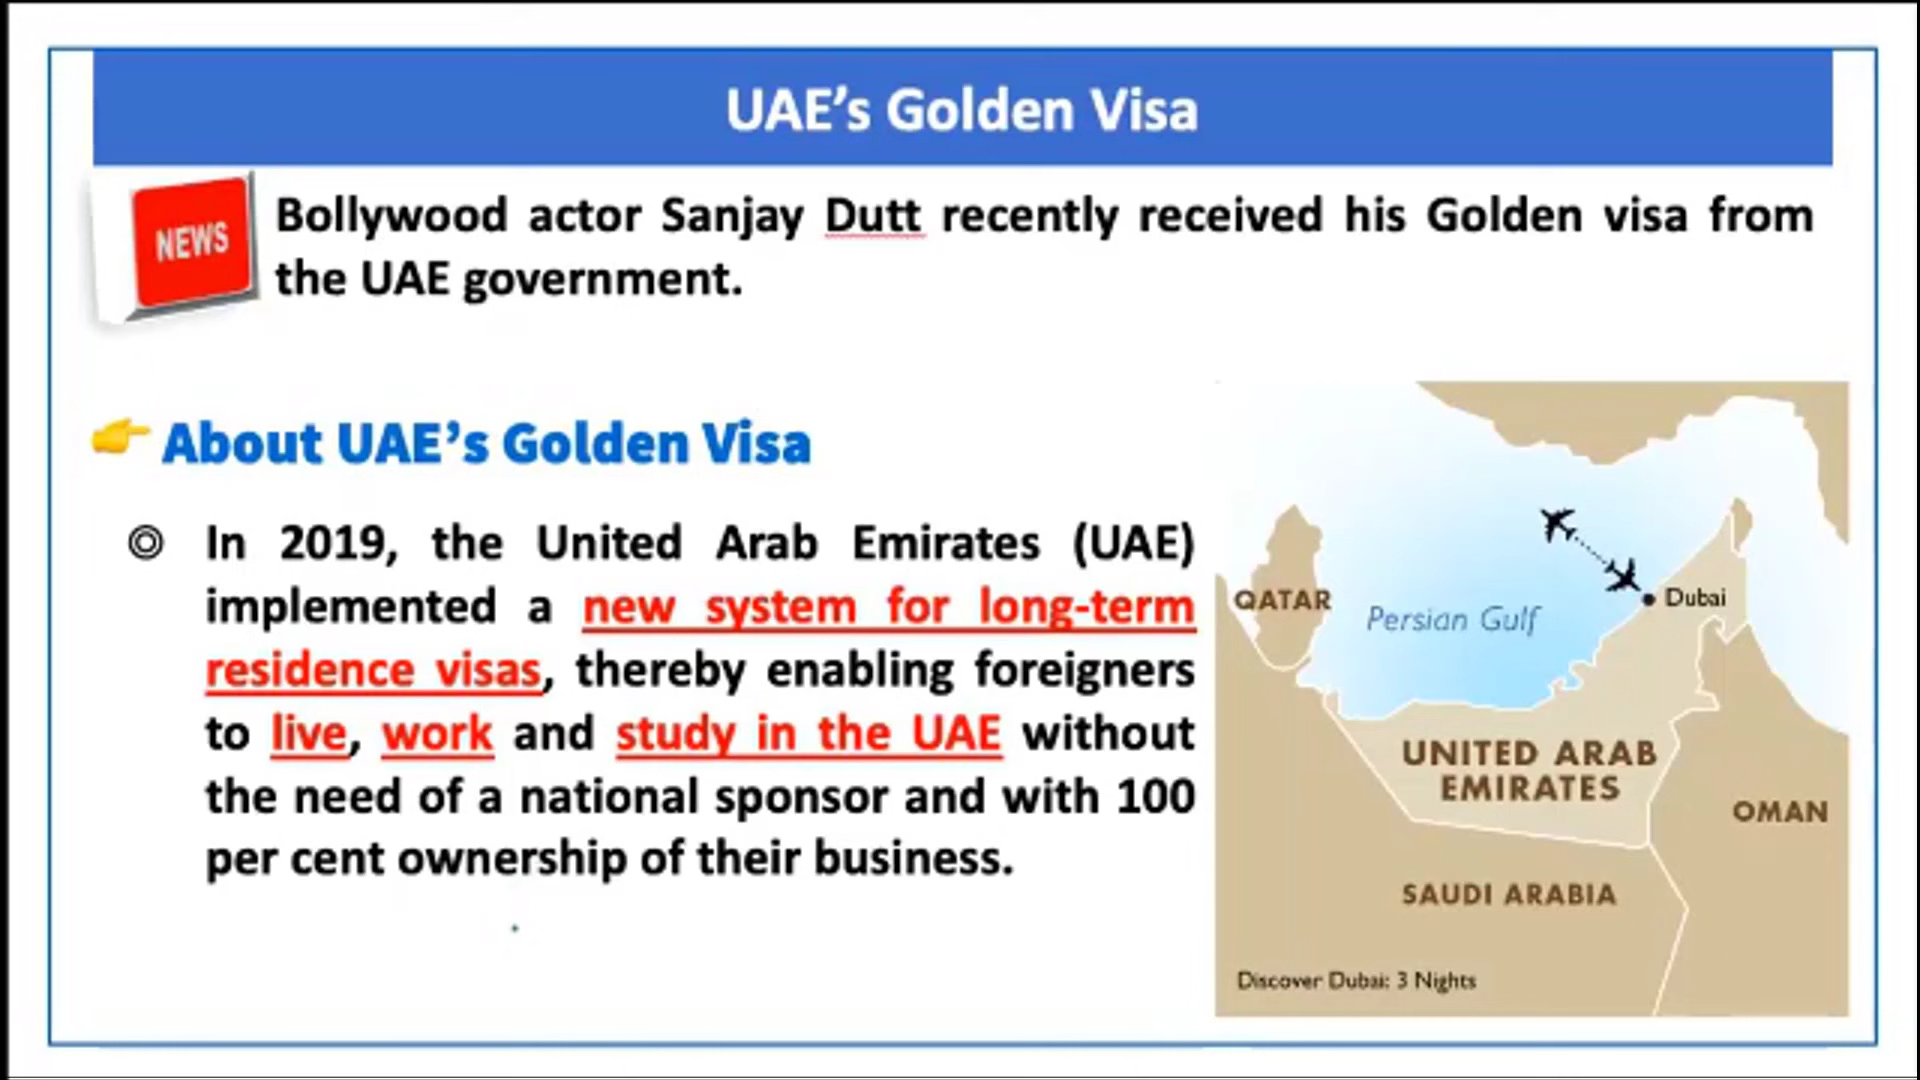 UAE’s Golden Visa
NEWS
Bollywood actor Sanjay Dutt recently received his Golden visa from
the UAE government.
About UAE’s Golden Visa
In 2019, the United Arab Emirates (UAE)
implemented a new system for long-term
residence visas, thereby enabling foreigners
to live, work and study in the UAE without
the need of a national sponsor and with 100
per cent ownership of their business.
QATAR
Persian Gulf
Dubai
UNITED ARAB
EMIRATES
OMAN
SAUDI ARABIA
Discover Dubai: 3 Nights